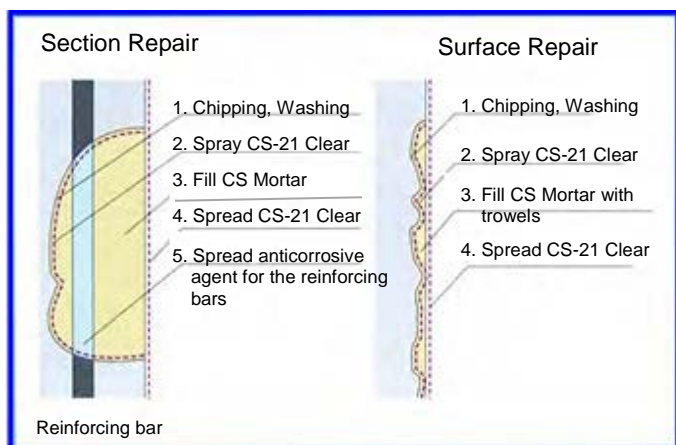 Section Repair
1. Chipping, Washing
2. Spray CS-21 Clear
3. Fill CS Mortar
4. Spread CS-21 Clear
5. Spread anticorrosive
agent for the reinforcing
bars
Reinforcing bar
Surface Repair
1. Chipping, Washing
2. Spray CS-21 Clear
3. Fill CS Mortar with
trowels
4. Spread CS-21 Clear